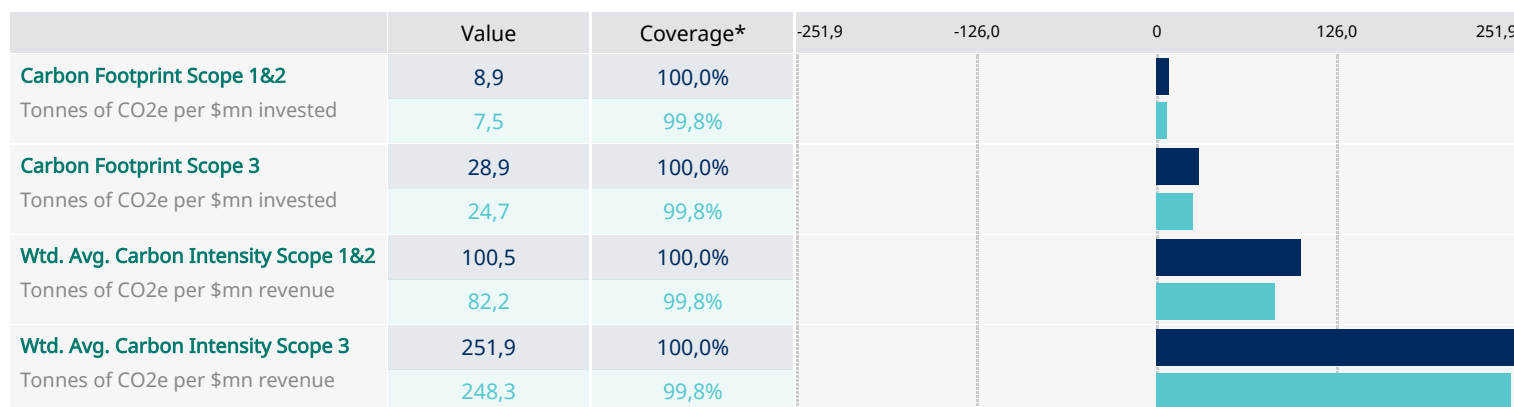 Value Coverage* -251,9 -126,0 0 126,0 251,9
Carbon Footprint Scope 1&2 8,9 100,0%
Tonnes of CO2e per $mn invested 7,5 99,8%
Carbon Footprint Scope 3 28,9 100,0%
Tonnes of CO2e per $mn invested 24,7 99,8%
Wtd. Avg. Carbon Intensity Scope 1&2 100,5 100,0%
Tonnes of CO2e per $mn revenue 82,2 99,8%
Wtd. Avg. Carbon Intensity Scope 3 251,9 100,0%
Tonnes of CO2e per $mn revenue 248,3 99,8%